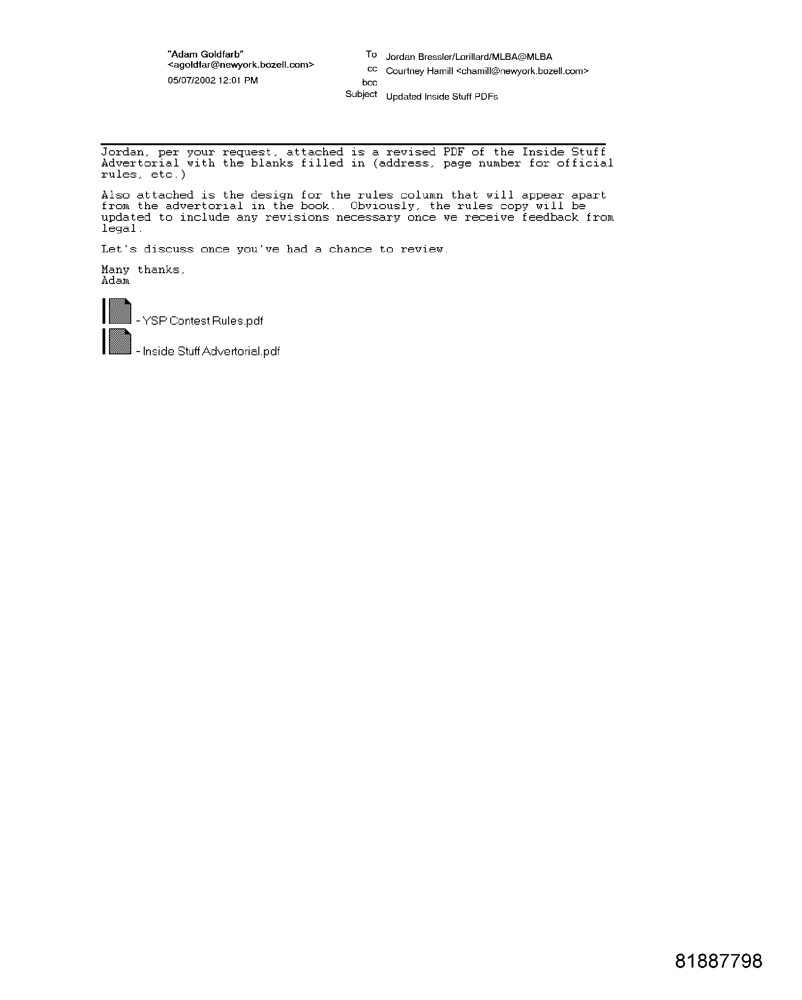 "Adam Goldfarb"
<agoldfar@newyork.bozell.com>
05/07/2002 12:01 PM
To Jordan Bressler/Lorillard/MLBA@MLBA
cc Courtney Hamill <chamill@newyork.bozell.com>
bcc
Subject Updated Inside Stuff PDFs
Jordan, per your request, attached is a revised PDF of the Inside Stuff
Advertorial with the blanks filled in (address, page number for official
rules, etc.)
Also attached is the design for the rules column that will appear apart
from the advertorial in the book. Obviously, the rules copy will be
updated to include any revisions necessary once we receive feedback from
legal.
Let's discuss once you've had a chance to review.
Many thanks,
Adam
- YSP Contest Rules.pdf
- Inside Stuff Advertorial.pdf
81887798